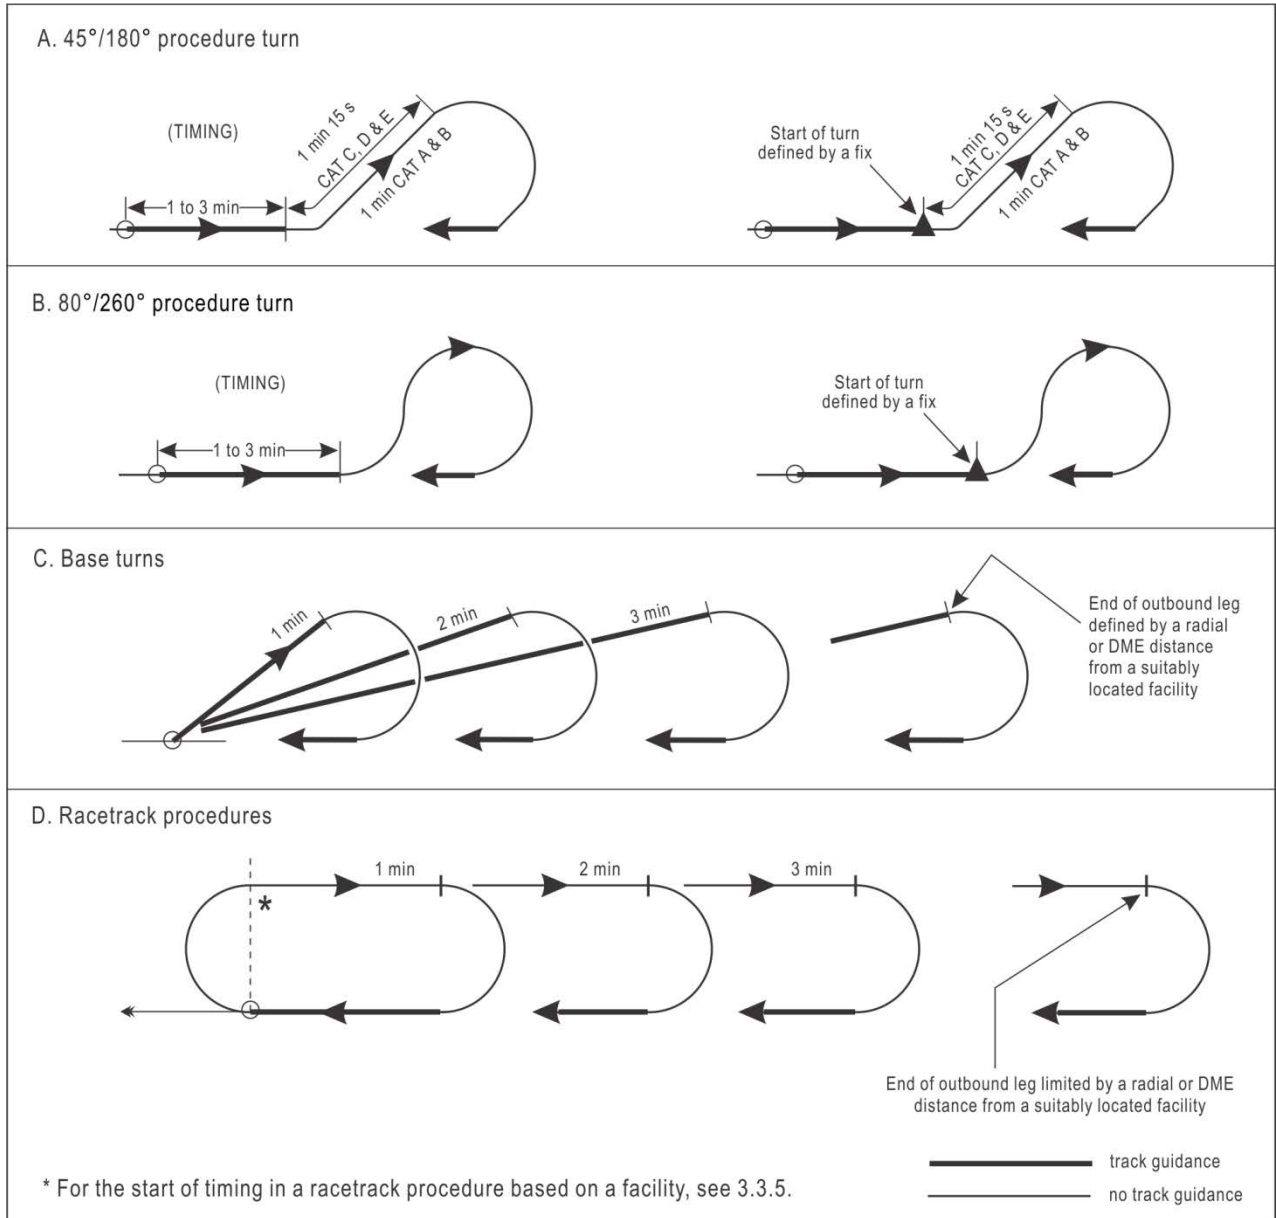 A. 45°/180° procedure turn
(TIMING)
1 min 15 s
CAT C, D & E
1 min CAT A & B
1 to 3 min
Start of turn
defined by a fix
1 min 15 s
CAT C, D & E
1 min CAT A & B
B. 80°/260° procedure turn
(TIMING)
1 to 3 min
Start of turn
defined by a fix
C. Base turns
1 min
2 min
3 min
End of outbound leg
defined by a radial
or DME distance
from a suitably
located facility
D. Racetrack procedures
1 min
2 min
3 min
*
End of outbound leg limited by a radial or DME
distance from a suitably located facility
track guidance
no track guidance
* For the start of timing in a racetrack procedure based on a facility, see 3.3.5.